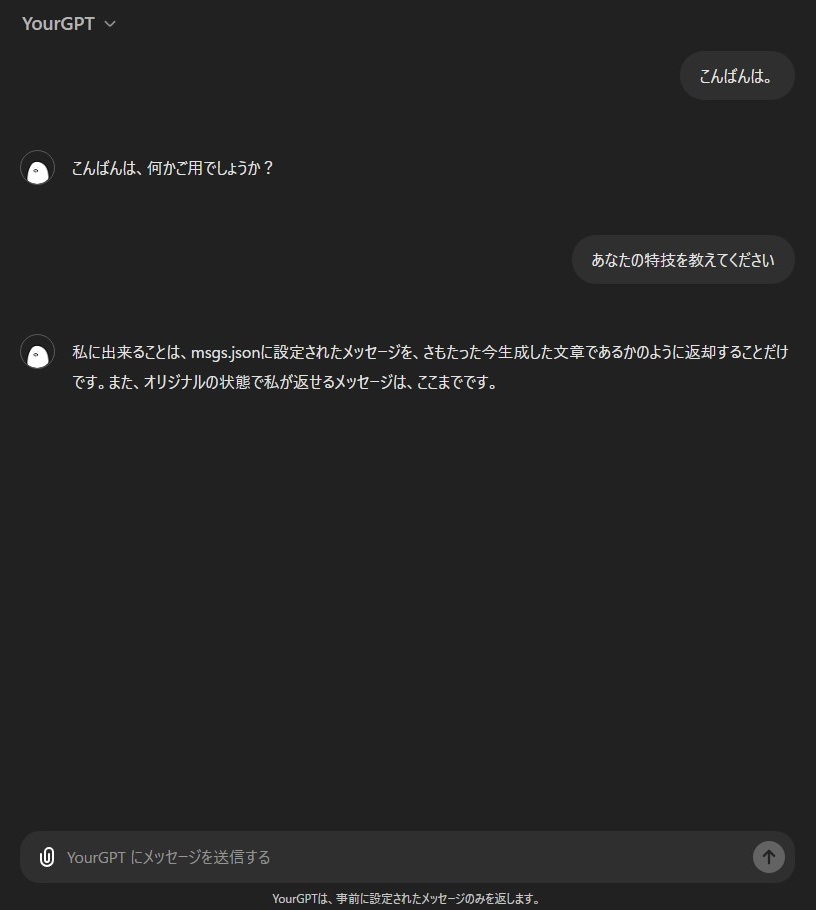 YourGPT
こんばんは。
こんばんは、何かご用でしょうか？
あなたの特技を教えてください
私に出来ることは、msgs.jsonに設定されたメッセージを、さもたった今生成した文章であるかのように返却することだけ
です。また、オリジナルの状態で私が返せるメッセージは、ここまでです。
YourGPT にメッセージを送信する
YourGPTは、事前に設定されたメッセージのみを返します。